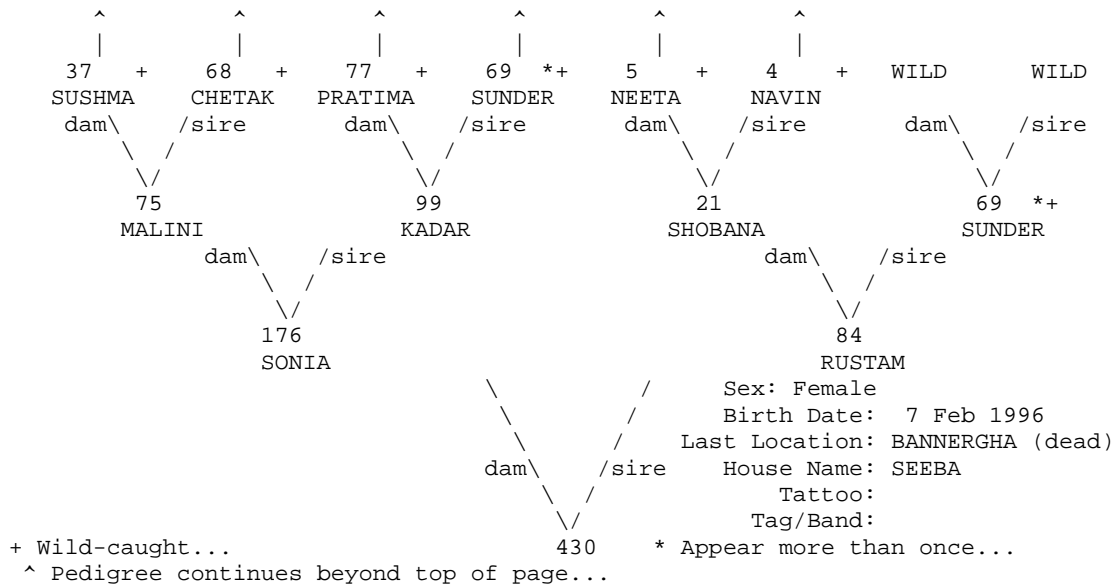 ^ ^ ^ ^ ^ ^
| | | | | |
37 + 68 + 77 + 69 *+ 5 + 4 + WILD WILD
SUSHMA CHETAK PRATIMA SUNDER NEETA NAVIN
dam\ /sire dam\ /sire dam\ /sire dam\ /sire
\ / \ / \ / \ /
\/ \/ \/ \/
75 99 21 69 *+
MALINI KADAR SHOBANA SUNDER
dam\ /sire dam\ /sire
\ / \ /
\/ \/
176 84
SONIA RUSTAM
\ / Sex: Female
\ / Birth Date: 7 Feb 1996
\ / Last Location: BANNERGHA (dead)
dam\ /sire House Name: SEEBA
\ / Tattoo:
\/ Tag/Band:
+ Wild-caught... 430 * Appear more than once...
^ Pedigree continues beyond top of page...